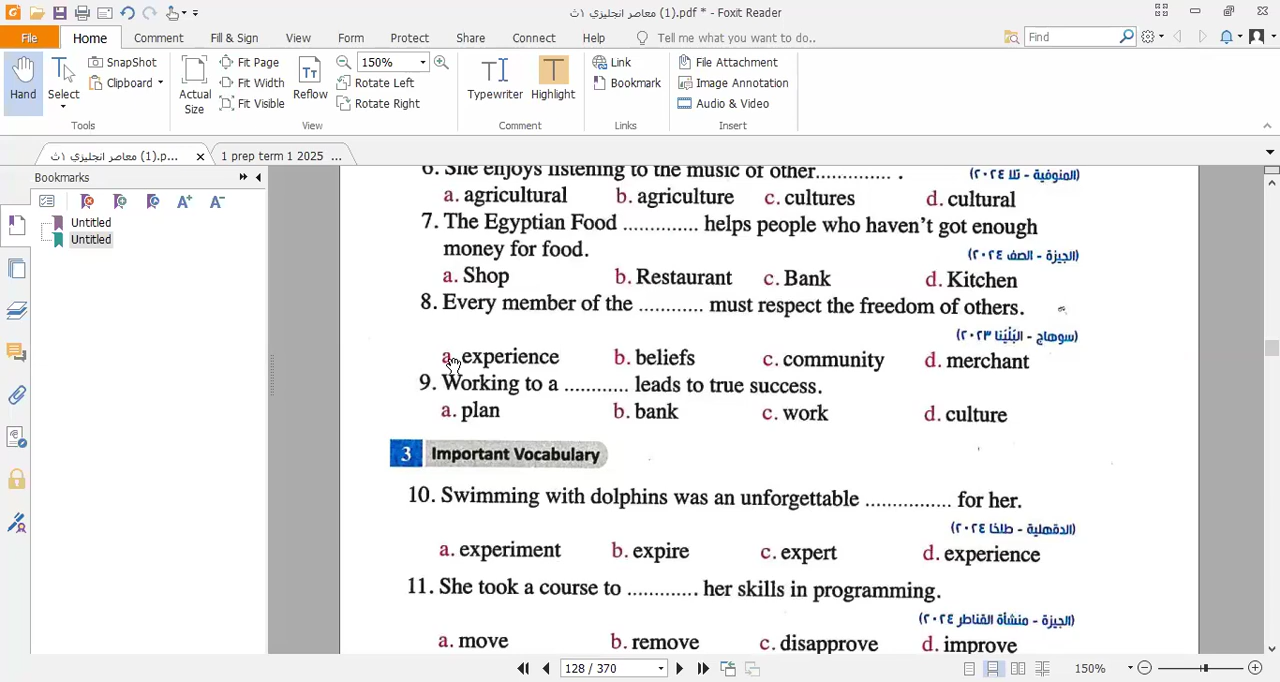 معاصر انجليزي ١ث (1).pdf * - Foxit Reader
File Home Comment Fill & Sign View Form Protect Share Connect Help Tell me what you want to do.. Find
Hand Select SnapShot Clipboard Actual Size Fit Page Fit Width Fit Visible Reflow 150% Rotate Left Rotate Right Typewriter Highlight Link Bookmark File Attachment Image Annotation Audio & Video
Tools View Comment Links Insert
معاصر انجليزي ١ث (1).p... 1 prep term 1 2025 ...
Bookmarks
Untitled
Untitled
6. She enjoys listening to the music of other............... . (المنوفية - تلا ٢٠٢٤)
a. agricultural b. agriculture c. cultures d. cultural
7. The Egyptian Food .............. helps people who haven't got enough
money for food. (الجيزة - الصف ٢٠٢٤)
a. Shop b. Restaurant c. Bank d. Kitchen
8. Every member of the ............ must respect the freedom of others.
(سوهاج - البَلْيَنا ٢٠٢٣)
a. experience b. beliefs c. community d. merchant
9. Working to a ............ leads to true success.
a. plan b. bank c. work d. culture
3 Important Vocabulary
10. Swimming with dolphins was an unforgettable ................ for her.
(الدقهلية - طلخا ٢٠٢٤)
a. experiment b. expire c. expert d. experience
11. She took a course to ............. her skills in programming.
(الجيزة - منشأة القناطر ٢٠٢٤)
a. move b. remove c. disapprove d. improve
128 / 370 150%